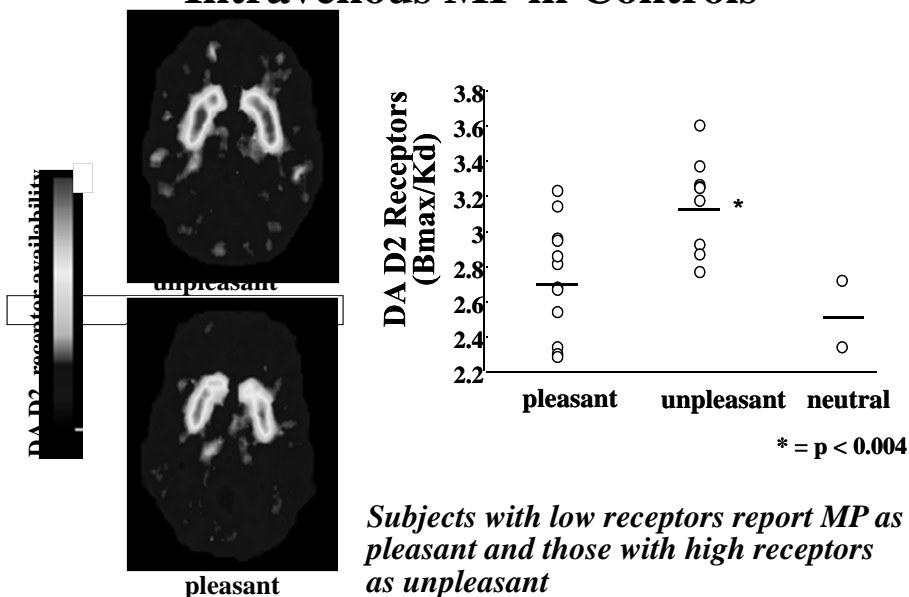 Intravenous MP in Controls
DA D2 receptor availability
unpleasant
pleasant
DA D2 Receptors
(Bmax/Kd)
3.8
3.6
3.4
3.2
3
2.8
2.6
2.4
2.2
*
pleasant unpleasant neutral
* = p < 0.004
Subjects with low receptors report MP as
pleasant and those with high receptors
as unpleasant